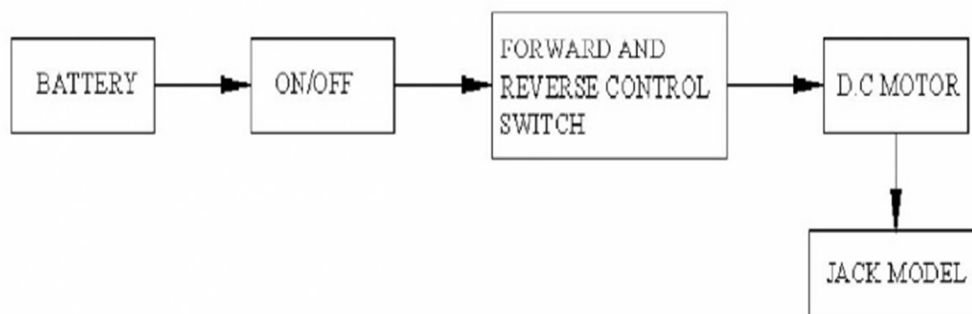 BATTERY
ON/OFF
FORWARD AND
REVERSE CONTROL
SWITCH
D.C MOTOR
JACK MODEL